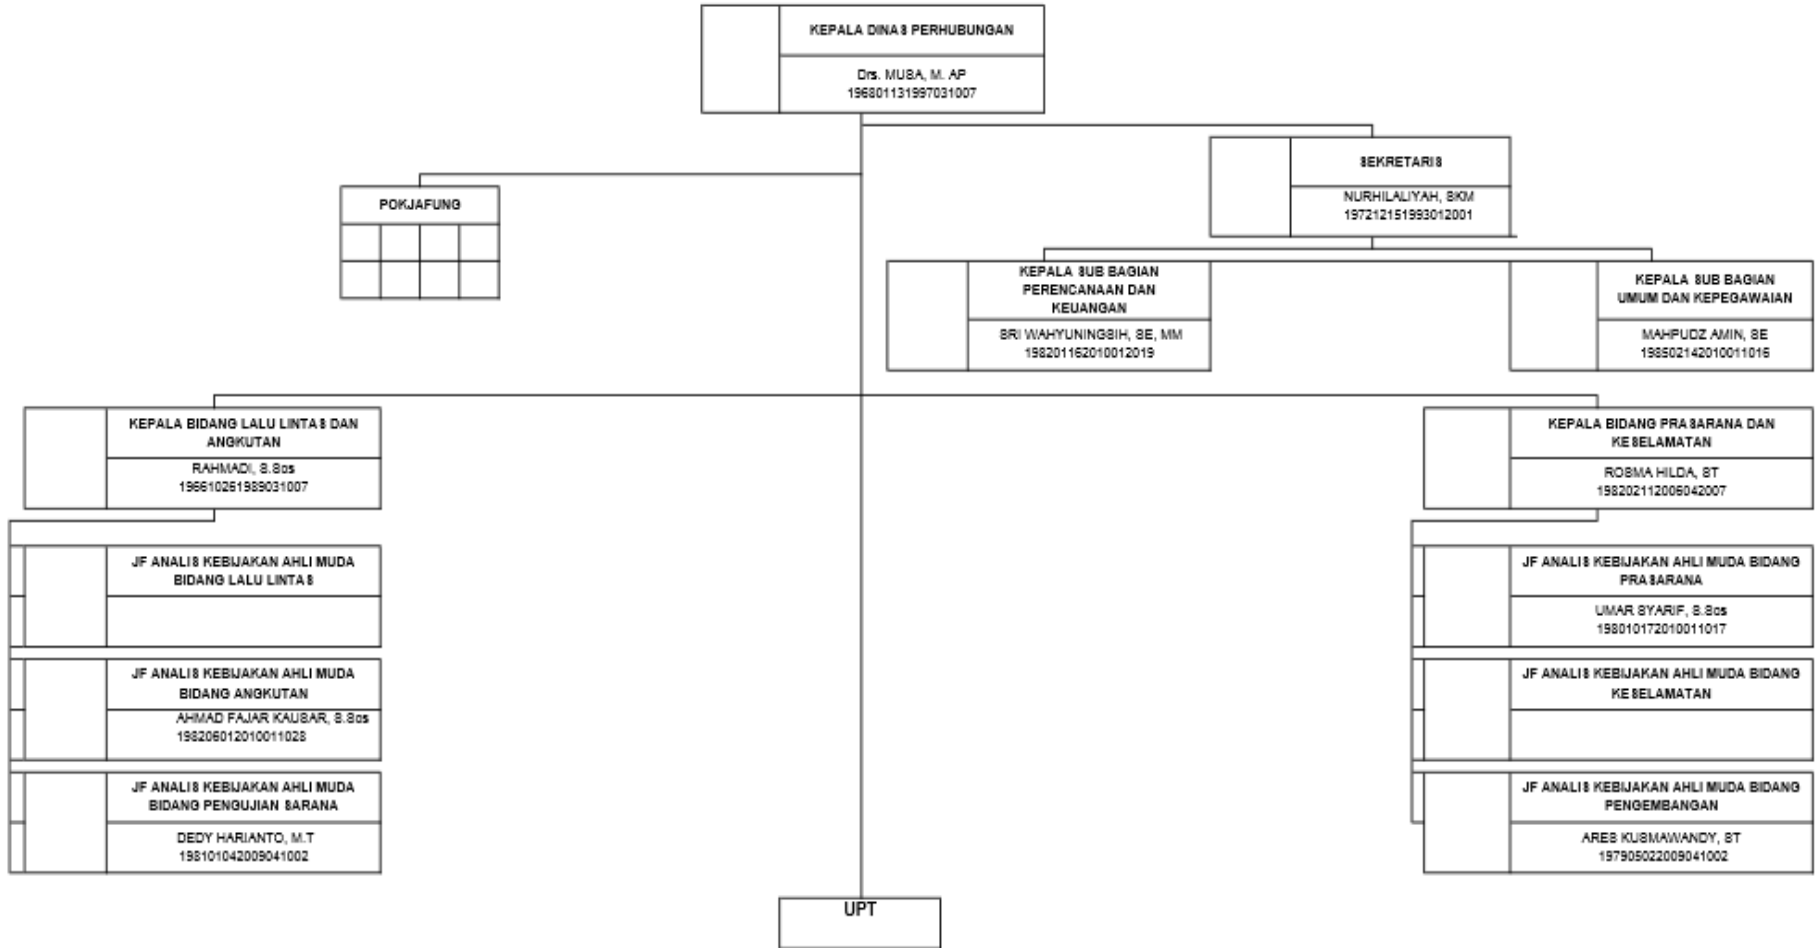 KEPALA DINAS PERHUBUNGAN
Drs. MUSA, M. AP
196801131997031007
SEKRETARIS
NURHILALIYAH, SKM
197212151993012001
POKJAFUNG
KEPALA SUB BAGIAN
PERENCANAAN DAN
KEUANGAN
SRI WAHYUNINGSIH, SE, MM
198201162010012019
KEPALA SUB BAGIAN
UMUM DAN KEPEGAWAIAN
MAHPUDZ AMIN, SE
198502142010011016
KEPALA BIDANG LALU LINTAS DAN
ANGKUTAN
RAHMADI, S.Sos
196610261989031007
KEPALA BIDANG PRASARANA DAN
KESELAMATAN
ROSMA HILDA, ST
198202112006042007
JF ANALIS KEBIJAKAN AHLI MUDA
BIDANG LALU LINTAS
JF ANALIS KEBIJAKAN AHLI MUDA
BIDANG ANGKUTAN
AHMAD FAJAR KAUSAR, S.Sos
198206012010011028
JF ANALIS KEBIJAKAN AHLI MUDA
BIDANG PENGUJIAN SARANA
DEDY HARIANTO, M.T
198101042009041002
JF ANALIS KEBIJAKAN AHLI MUDA BIDANG
PRASARANA
UMAR SYARIF, S.Sos
198010172010011017
JF ANALIS KEBIJAKAN AHLI MUDA BIDANG
KESELAMATAN
JF ANALIS KEBIJAKAN AHLI MUDA BIDANG
PENGEMBANGAN
ARES KUSMAWANDY, ST
197905022009041002
UPT